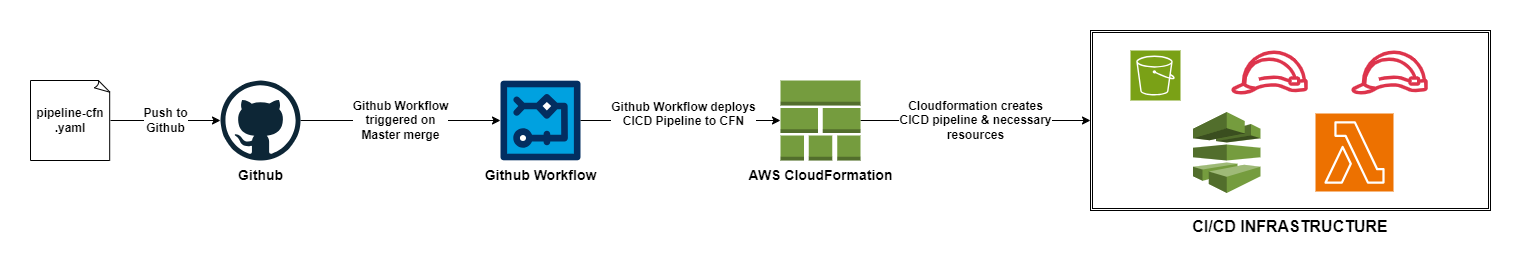 pipeline-cfn
.yaml
Push to
Github
Github
Github Workflow
triggered on
Master merge
Github Workflow
Github Workflow deploys
CICD Pipeline to CFN
AWS CloudFormation
Cloudformation creates
CICD pipeline & necessary
resources
CI/CD INFRASTRUCTURE